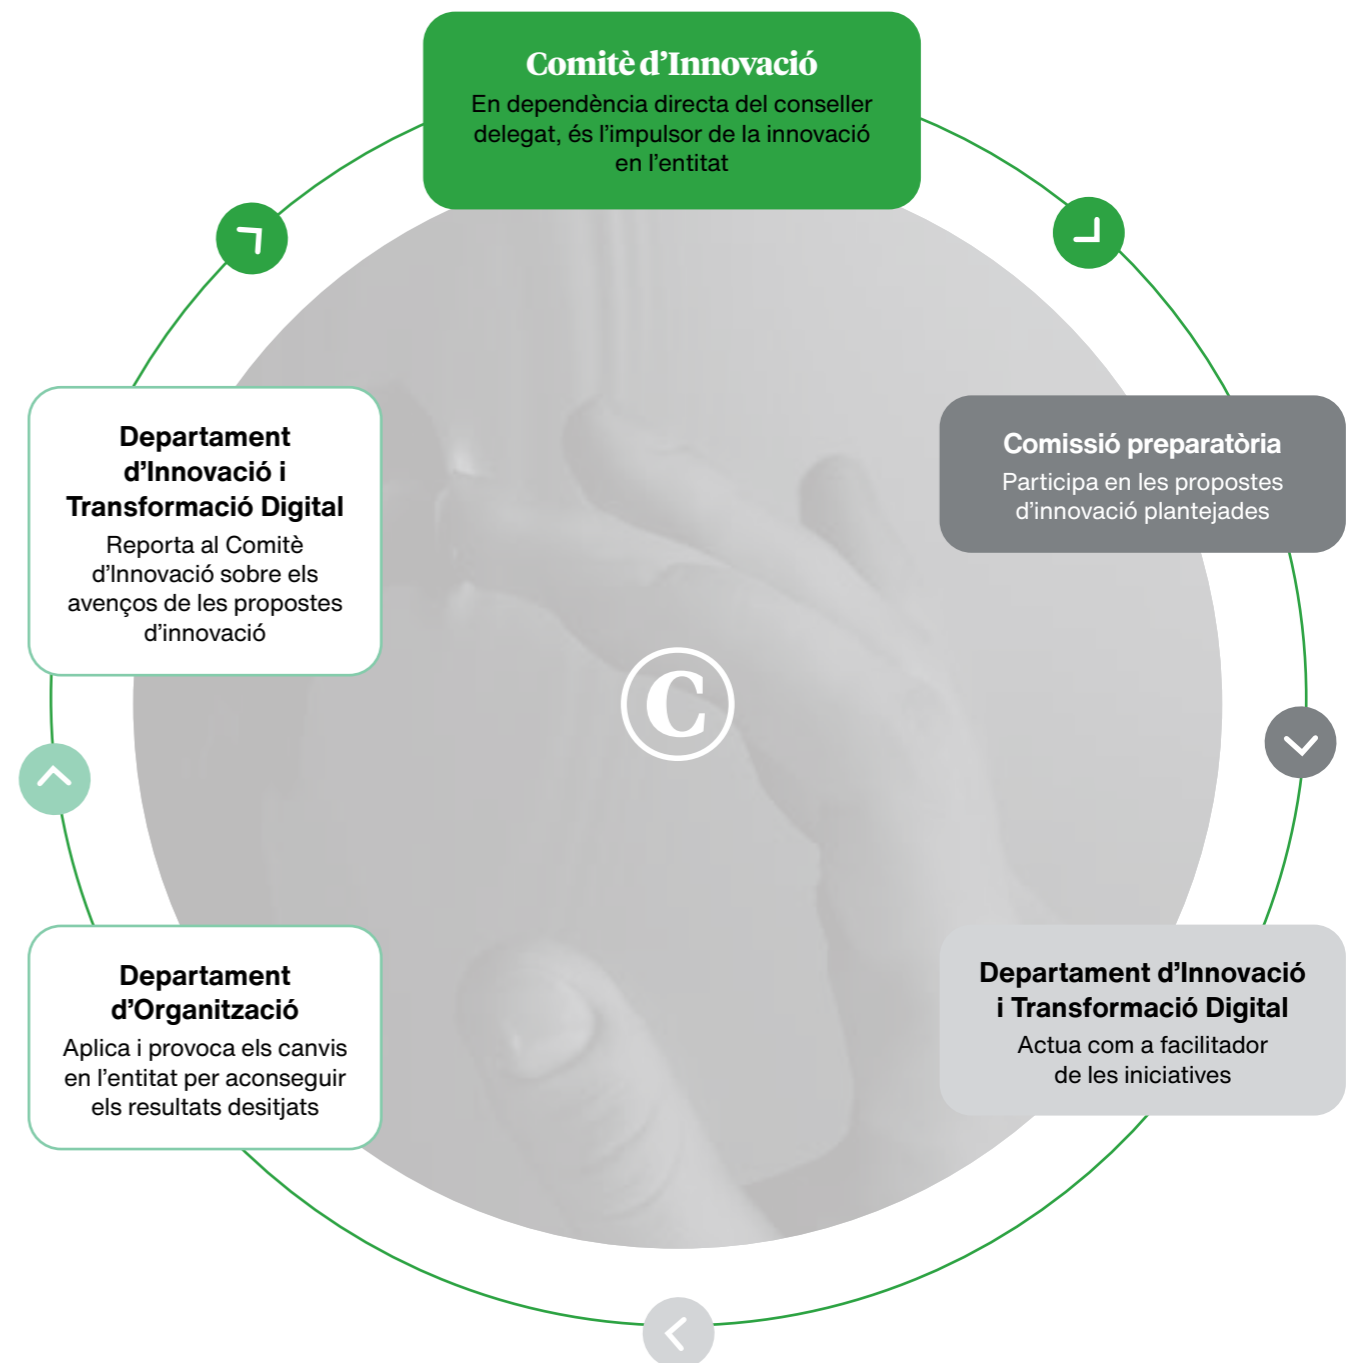 Comitè d’Innovació
En dependència directa del conseller
delegat, és l’impulsor de la innovació
en l’entitat
Comissió preparatòria
Participa en les propostes
d’innovació plantejades
Departament d’Innovació
i Transformació Digital
Actua com a facilitador
de les iniciatives
Departament
d’Organització
Aplica i provoca els canvis
en l’entitat per aconseguir
els resultats desitjats
Departament
d’Innovació i
Transformació Digital
Reporta al Comitè
d’Innovació sobre els
avenços de les propostes
d’innovació
C